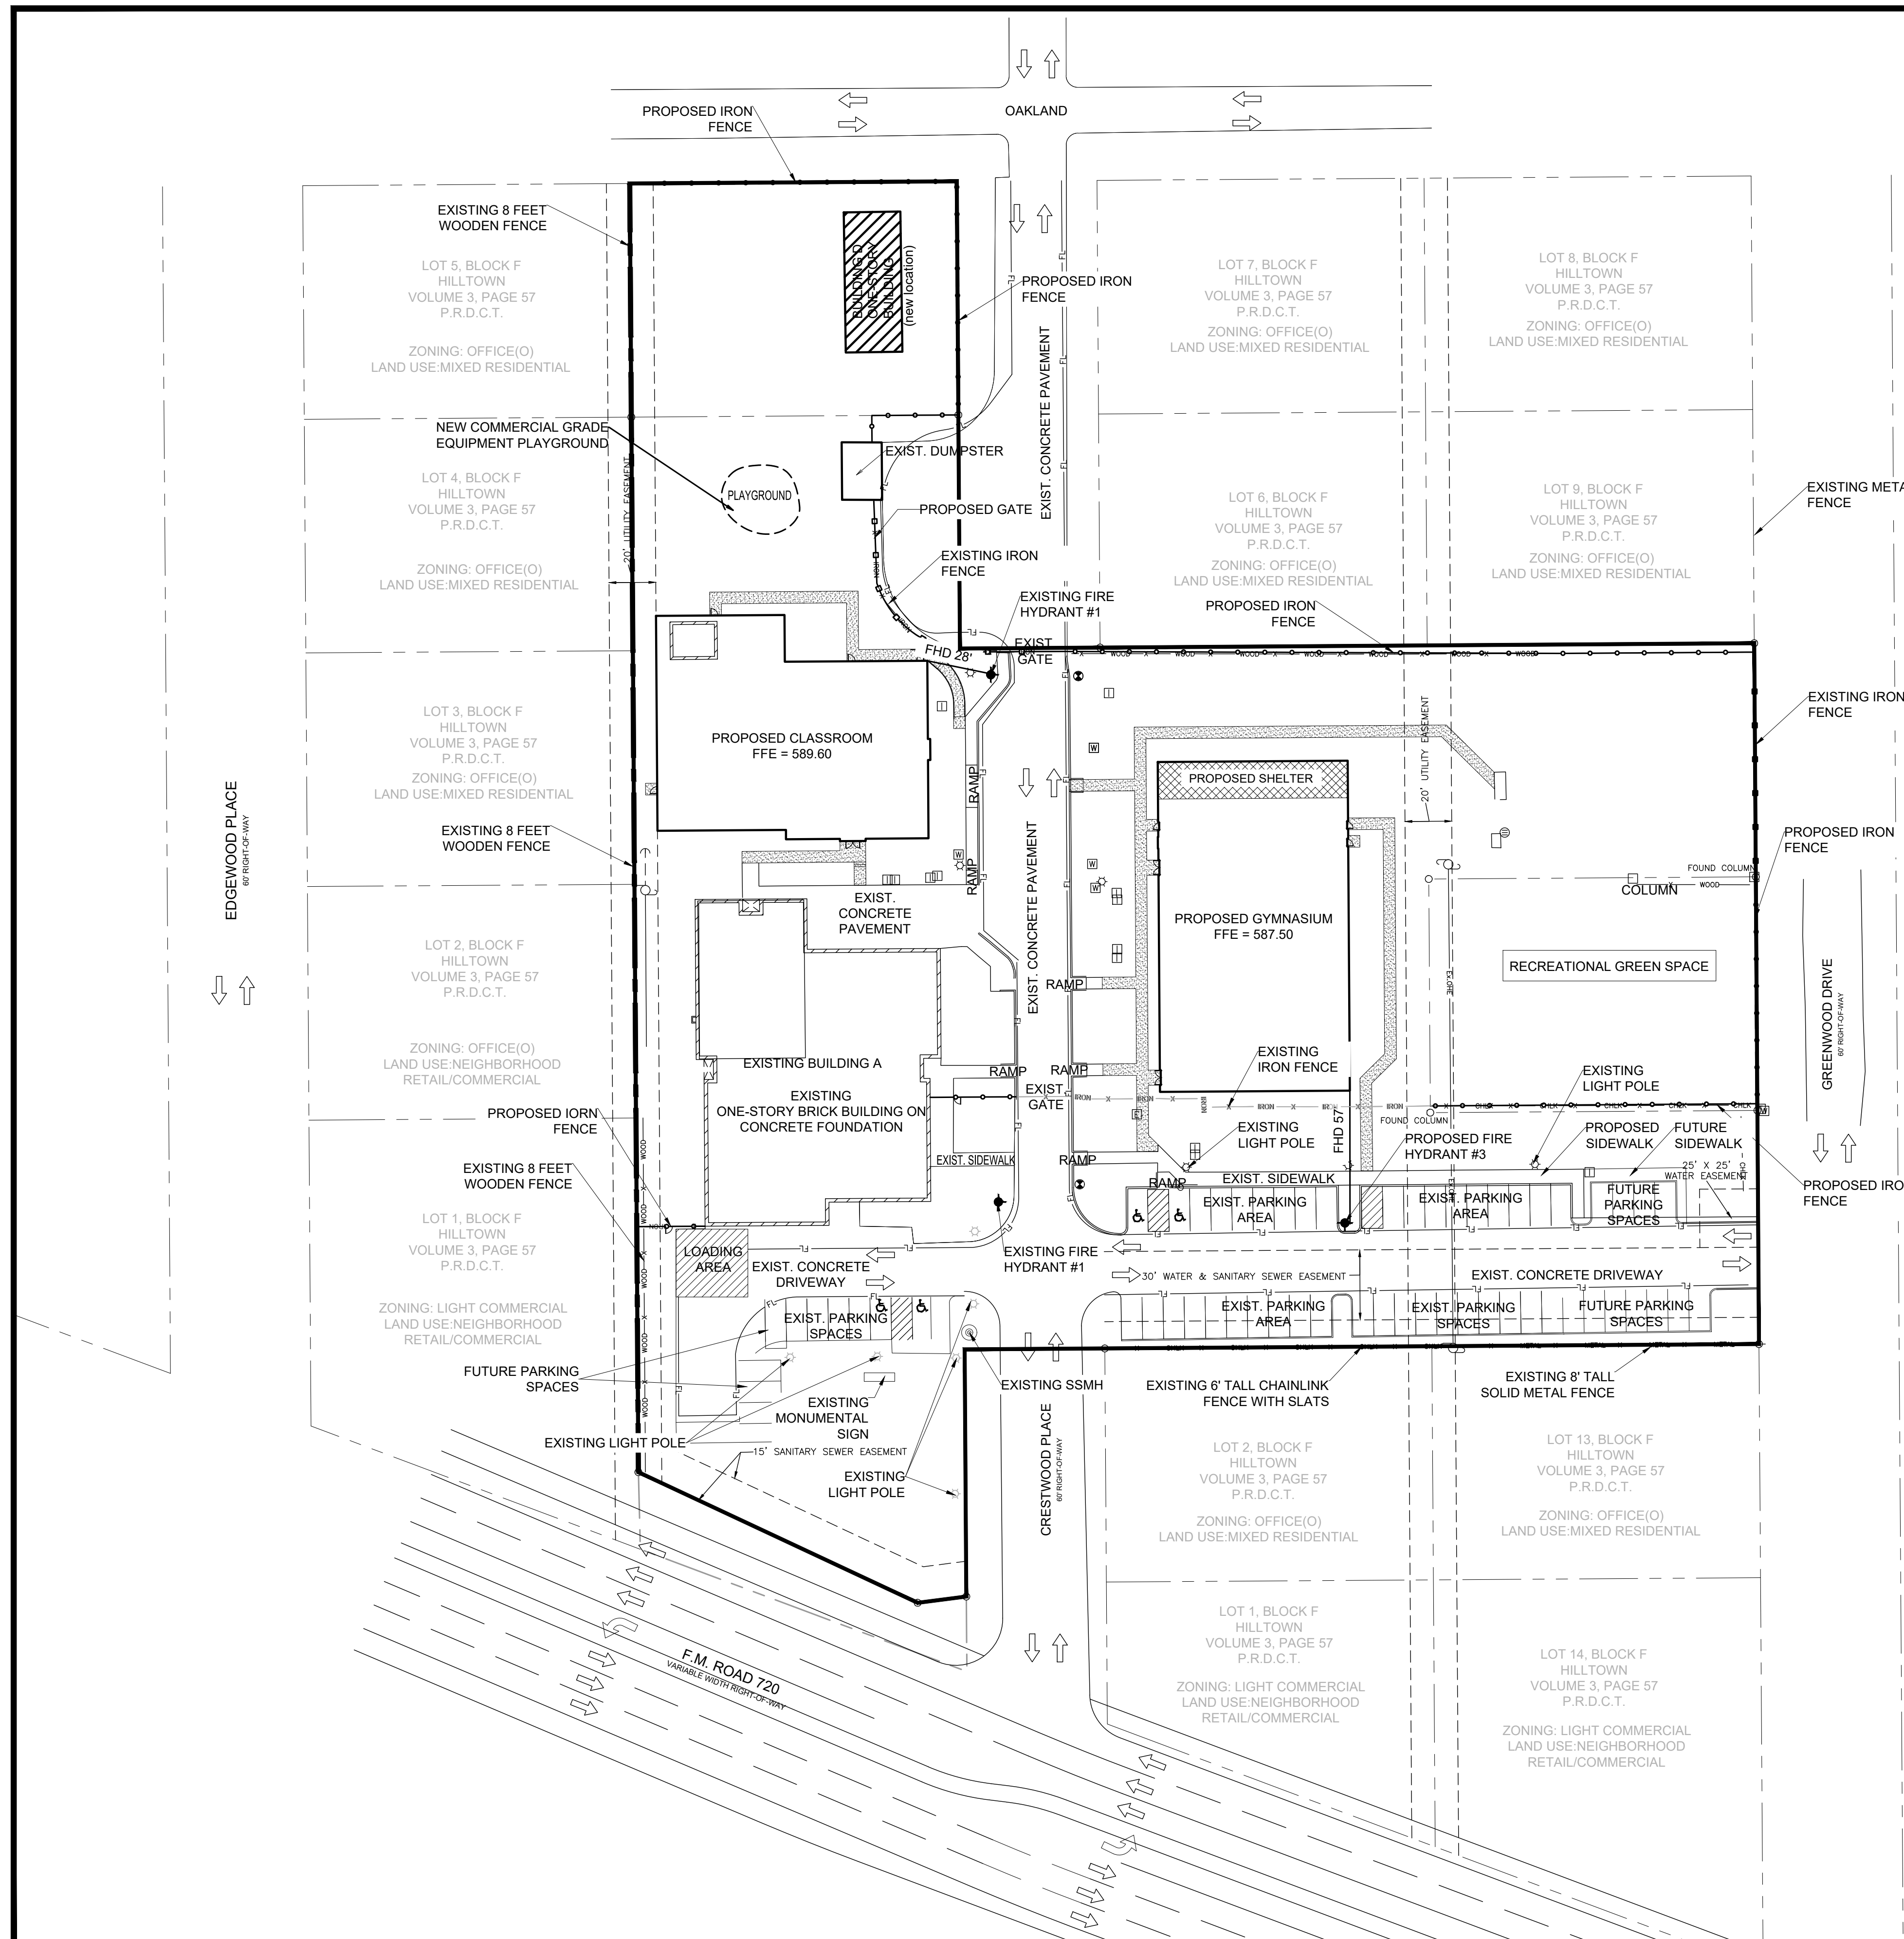 OAKLAND
PROPOSED IRON
FENCE
EXISTING 8 FEET
WOODEN FENCE
BUILDING D
ONE-STORY
BUILDING
(new location)
PROPOSED IRON
FENCE
EXIST. CONCRETE PAVEMENT
LOT 5, BLOCK F
HILLTOWN
VOLUME 3, PAGE 57
P.R.D.C.T.
ZONING: OFFICE(O)
LAND USE:MIXED RESIDENTIAL
LOT 7, BLOCK F
HILLTOWN
VOLUME 3, PAGE 57
P.R.D.C.T.
ZONING: OFFICE(O)
LAND USE:MIXED RESIDENTIAL
LOT 8, BLOCK F
HILLTOWN
VOLUME 3, PAGE 57
P.R.D.C.T.
ZONING: OFFICE(O)
LAND USE:MIXED RESIDENTIAL
NEW COMMERCIAL GRADE
EQUIPMENT PLAYGROUND
PLAYGROUND
EXIST. DUMPSTER
PROPOSED GATE
EXISTING IRON
FENCE
20' UTILITY EASEMENT
LOT 4, BLOCK F
HILLTOWN
VOLUME 3, PAGE 57
P.R.D.C.T.
ZONING: OFFICE(O)
LAND USE:MIXED RESIDENTIAL
LOT 6, BLOCK F
HILLTOWN
VOLUME 3, PAGE 57
P.R.D.C.T.
ZONING: OFFICE(O)
LAND USE:MIXED RESIDENTIAL
LOT 9, BLOCK F
HILLTOWN
VOLUME 3, PAGE 57
P.R.D.C.T.
ZONING: OFFICE(O)
LAND USE:MIXED RESIDENTIAL
EXISTING META
FENCE
EXISTING FIRE
HYDRANT #1
PROPOSED IRON
FENCE
FHD 28'
EXIST
GATE
EXISTING IRON
FENCE
LOT 3, BLOCK F
HILLTOWN
VOLUME 3, PAGE 57
P.R.D.C.T.
ZONING: OFFICE(O)
LAND USE:MIXED RESIDENTIAL
PROPOSED CLASSROOM
FFE = 589.60
RAMP
RAMP
PROPOSED SHELTER
20' UTILITY EASEMENT
EXISTING 8 FEET
WOODEN FENCE
PROPOSED IRON
FENCE
EDGEWOOD PLACE
60' RIGHT-OF-WAY
FOUND COLUMN
COLUMN
WOOD
EXIST.
CONCRETE
PAVEMENT
EXIST. CONCRETE PAVEMENT
PROPOSED GYMNASIUM
FFE = 587.50
RECREATIONAL GREEN SPACE
GREENWOOD DRIVE
60' RIGHT-OF-WAY
LOT 2, BLOCK F
HILLTOWN
VOLUME 3, PAGE 57
P.R.D.C.T.
ZONING: OFFICE(O)
LAND USE:NEIGHBORHOOD
RETAIL/COMMERCIAL
RAMP
EXISTING BUILDING A
EXISTING
ONE-STORY BRICK BUILDING ON
CONCRETE FOUNDATION
RAMP
RAMP
EXIST
GATE
EXISTING
IRON FENCE
EXISTING
LIGHT POLE
FOUND COLUMN
PROPOSED IORN
FENCE
EXISTING
LIGHT POLE
FHD 57'
PROPOSED FIRE
HYDRANT #3
PROPOSED
SIDEWALK
FUTURE
SIDEWALK
EXISTING 8 FEET
WOODEN FENCE
EXIST. SIDEWALK
RAMP
RAMP
EXIST. SIDEWALK
25' X 25'
WATER EASEMENT
PROPOSED IRO
FENCE
LOT 1, BLOCK F
HILLTOWN
VOLUME 3, PAGE 57
P.R.D.C.T.
ZONING: LIGHT COMMERCIAL
LAND USE:NEIGHBORHOOD
RETAIL/COMMERCIAL
EXIST. PARKING
AREA
EXIST. PARKING
AREA
FUTURE
PARKING
SPACES
LOADING
AREA
EXIST. CONCRETE
DRIVEWAY
EXISTING FIRE
HYDRANT #1
30' WATER & SANITARY SEWER EASEMENT
EXIST. CONCRETE DRIVEWAY
EXIST. PARKING
SPACES
EXIST. PARKING
AREA
EXIST. PARKING
SPACES
FUTURE PARKING
SPACES
FUTURE PARKING
SPACES
EXISTING
MONUMENTAL
SIGN
EXISTING SSMH
EXISTING 6' TALL CHAINLINK
FENCE WITH SLATS
EXISTING 8' TALL
SOLID METAL FENCE
EXISTING LIGHT POLE
15' SANITARY SEWER EASEMENT
EXISTING
LIGHT POLE
CRESTWOOD PLACE
60' RIGHT-OF-WAY
LOT 2, BLOCK F
HILLTOWN
VOLUME 3, PAGE 57
P.R.D.C.T.
ZONING: OFFICE(O)
LAND USE:MIXED RESIDENTIAL
LOT 13, BLOCK F
HILLTOWN
VOLUME 3, PAGE 57
P.R.D.C.T.
ZONING: OFFICE(O)
LAND USE:MIXED RESIDENTIAL
F.M. ROAD 720
VARIABLE WIDTH RIGHT-OF-WAY
LOT 1, BLOCK F
HILLTOWN
VOLUME 3, PAGE 57
P.R.D.C.T.
ZONING: LIGHT COMMERCIAL
LAND USE:NEIGHBORHOOD
RETAIL/COMMERCIAL
LOT 14, BLOCK F
HILLTOWN
VOLUME 3, PAGE 57
P.R.D.C.T.
ZONING: LIGHT COMMERCIAL
LAND USE:NEIGHBORHOOD
RETAIL/COMMERCIAL